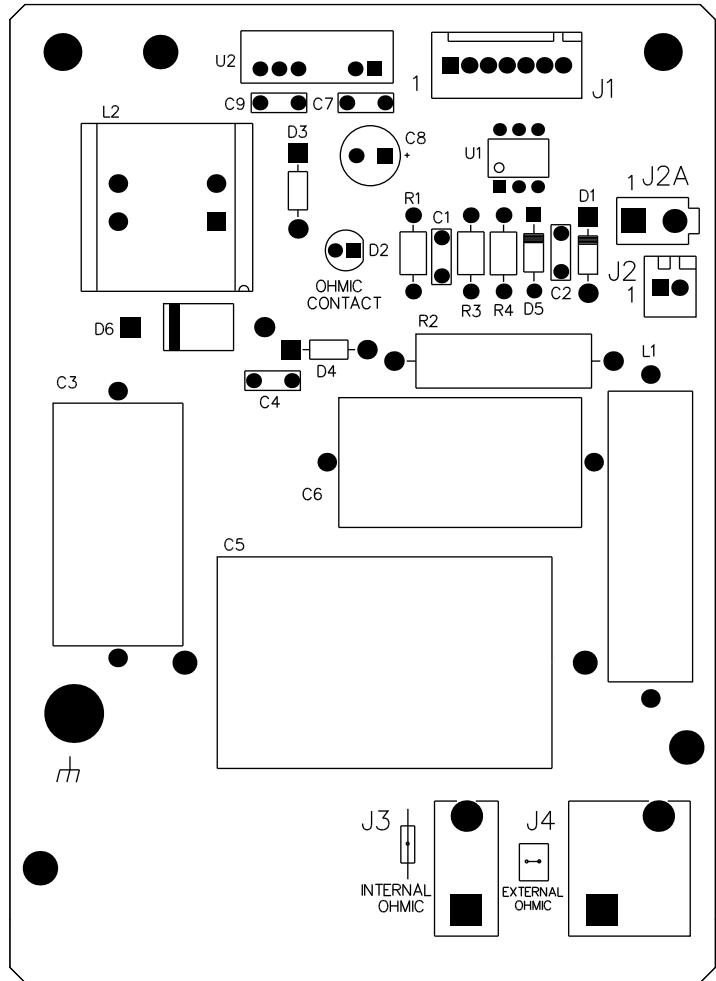 U2
J1
1
C9
C7
L2
D3
C8
+
U1
D1
1
J2A
R1
C1
D2
J2
1
OHMIC
CONTACT
C2
R3
R4
D5
D6
R2
L1
D4
C3
C4
C6
C5
J3
J4
INTERNAL
OHMIC
EXTERNAL
OHMIC